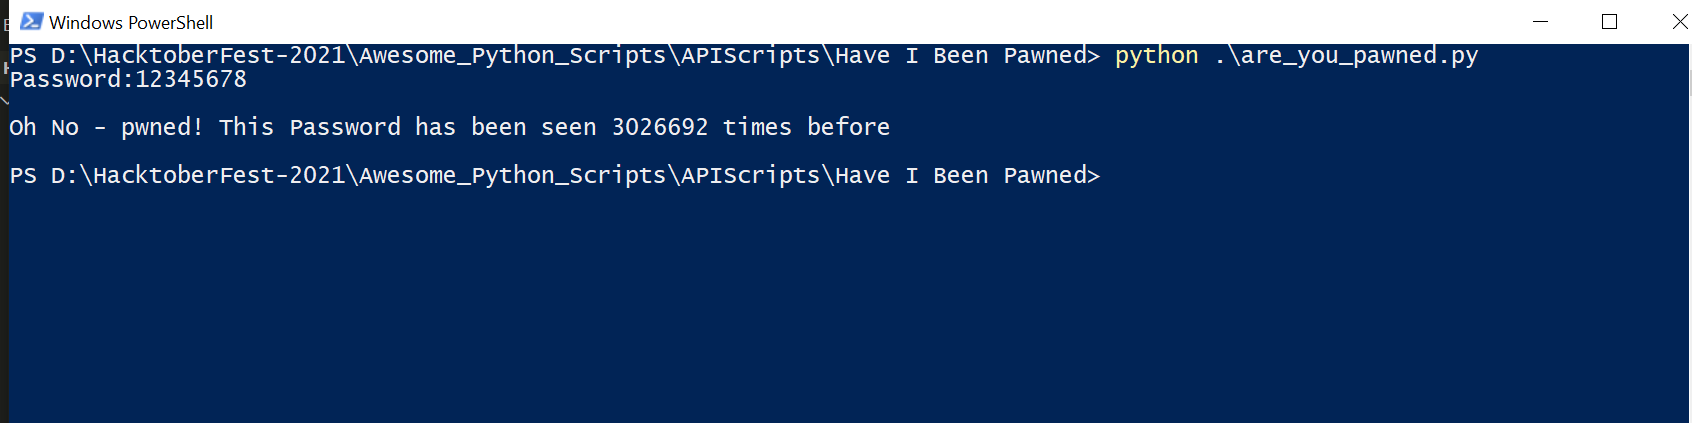 Windows PowerShell
PS D:\HacktoberFest-2021\Awesome_Python_Scripts\APIScripts\Have I Been Pawned> python .\are_you_pawned.py
Password:12345678
Oh No - pwned! This Password has been seen 3026692 times before
PS D:\HacktoberFest-2021\Awesome_Python_Scripts\APIScripts\Have I Been Pawned>